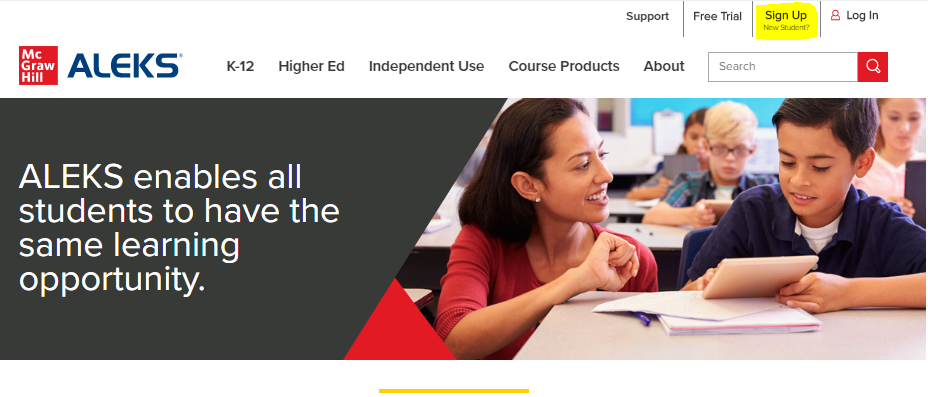 Support
Free Trial
Sign Up
New Student?
Log In
Mc
Graw
Hill
ALEKS®
K-12
Higher Ed
Independent Use
Course Products
About
Search
ALEKS enables all
students to have the
same learning
opportunity.